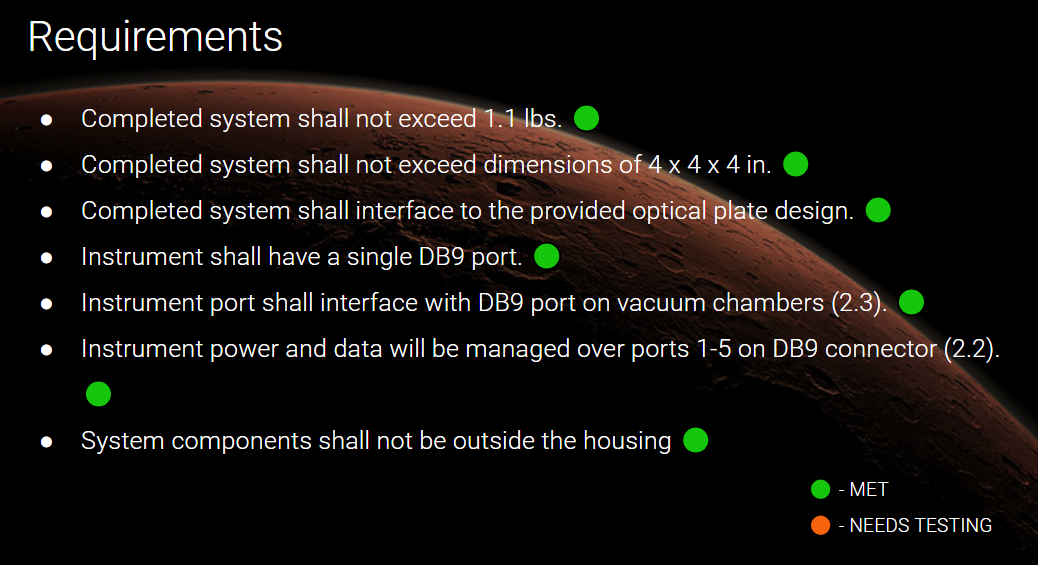 Requirements
● Completed system shall not exceed 1.1 lbs.
● Completed system shall not exceed dimensions of 4 x 4 x 4 in.
● Completed system shall interface to the provided optical plate design.
● Instrument shall have a single DB9 port.
● Instrument port shall interface with DB9 port on vacuum chambers (2.3).
● Instrument power and data will be managed over ports 1-5 on DB9 connector (2.2).
● System components shall not be outside the housing
- MET
- NEEDS TESTING